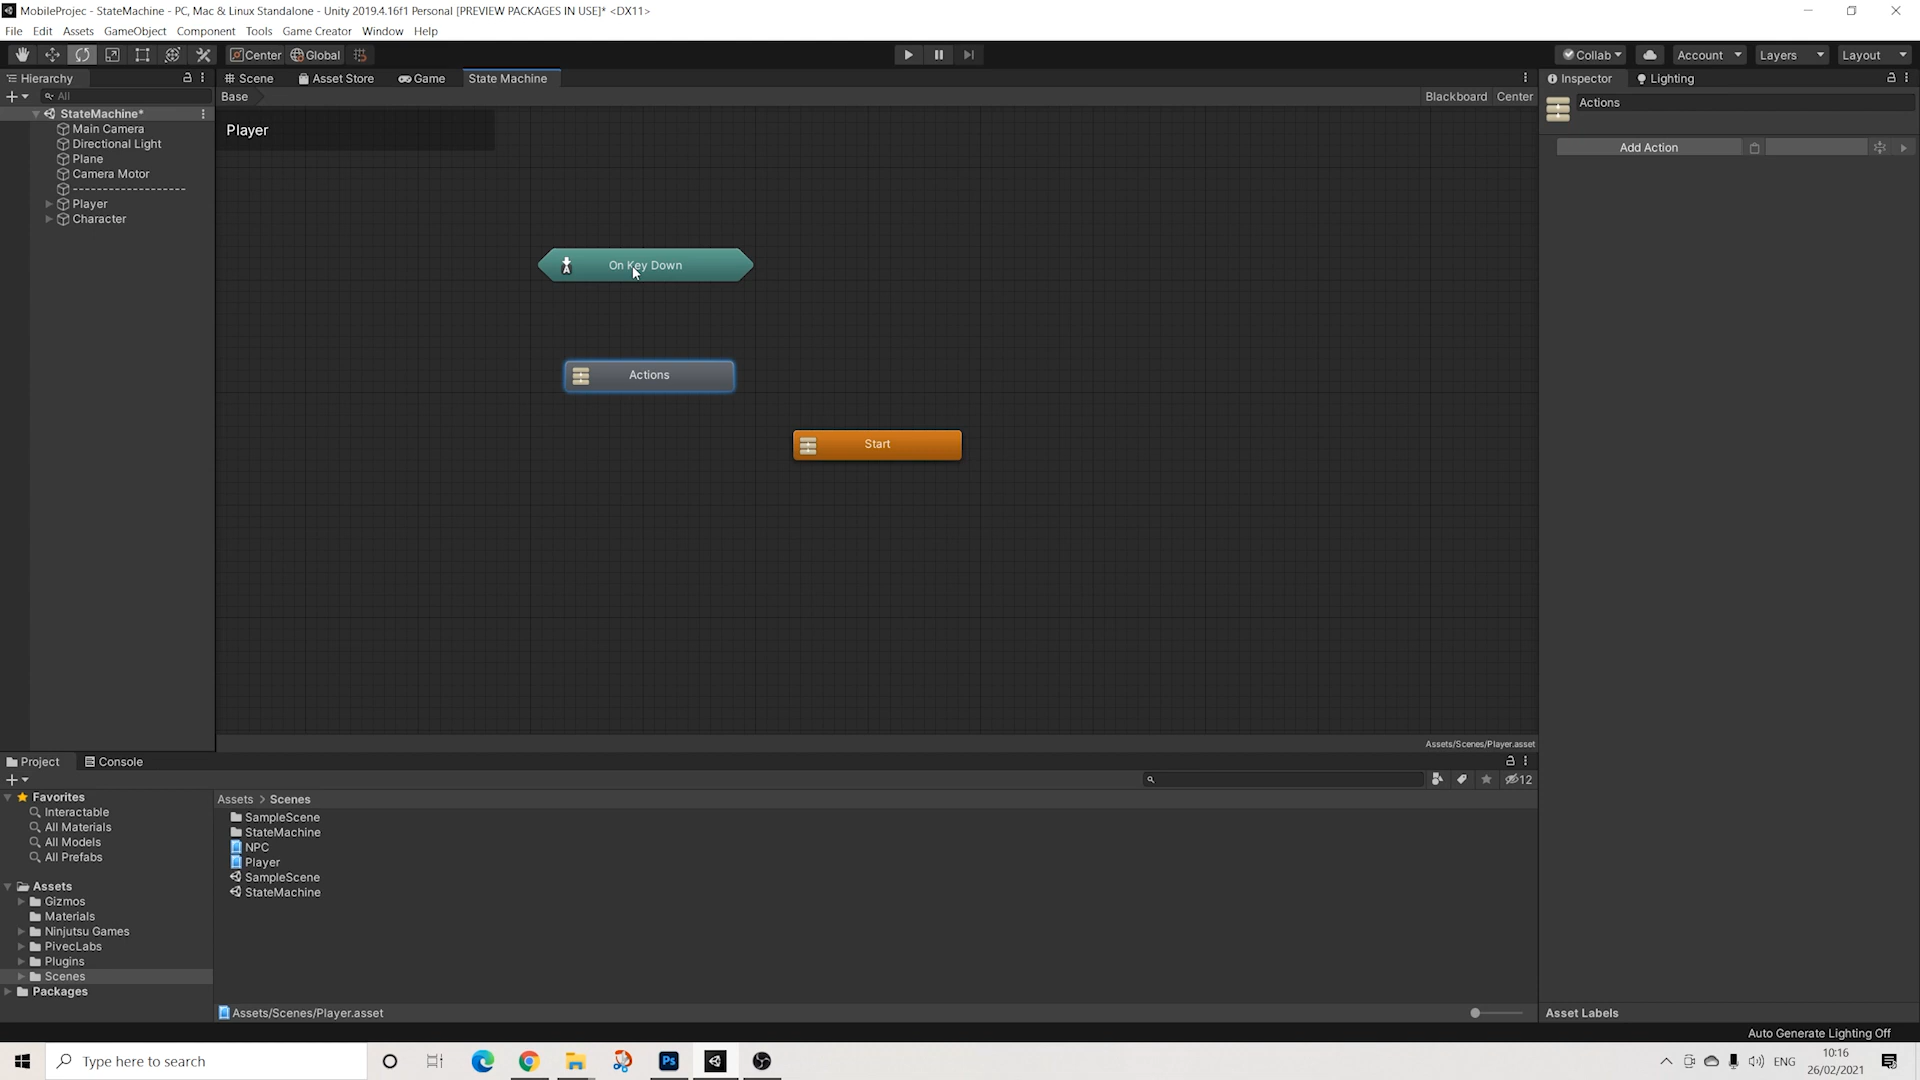 MobileProjec - StateMachine - PC, Mac & Linux Standalone - Unity 2019.4.16f1 Personal [PREVIEW PACKAGES IN USE]* <DX11>
File Edit Assets GameObject Component Tools Game Creator Window Help
Center Global Collab Account Layers Layout
Hierarchy
All
StateMachine*
Main Camera
Directional Light
Plane
Camera Motor
--------------------
Player
Character
Scene Asset Store Game State Machine
Base Blackboard Center
Player
On Key Down
Actions
Start
Assets/Scenes/Player.asset
Inspector Lighting
Actions
Add Action
Project Console
12
Favorites
Interactable
All Materials
All Models
All Prefabs
Assets
Gizmos
Materials
Ninjutsu Games
PivecLabs
Plugins
Scenes
Packages
Assets > Scenes
SampleScene
StateMachine
NPC
Player
SampleScene
StateMachine
Assets/Scenes/Player.asset
Asset Labels
Auto Generate Lighting Off
Type here to search
Ps
ENG
10:16
26/02/2021